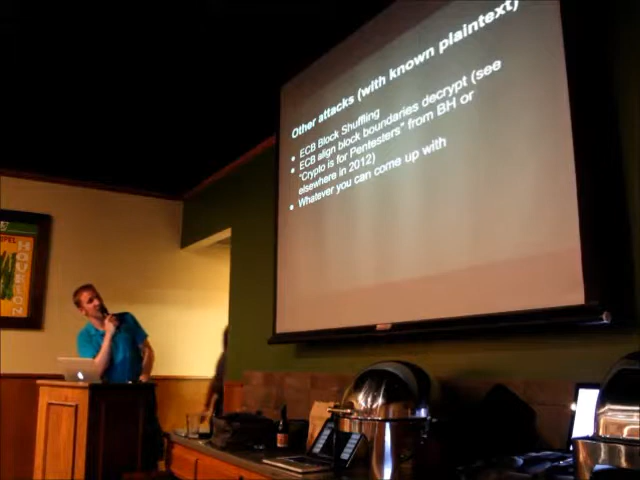 Other attacks (with known plaintext)
• ECB Block Shuffling
• ECB align block boundaries decrypt (see
"Crypto is for Pentesters" from BH or
elsewhere in 2012)
• Whatever you can come up with
HOUSTON